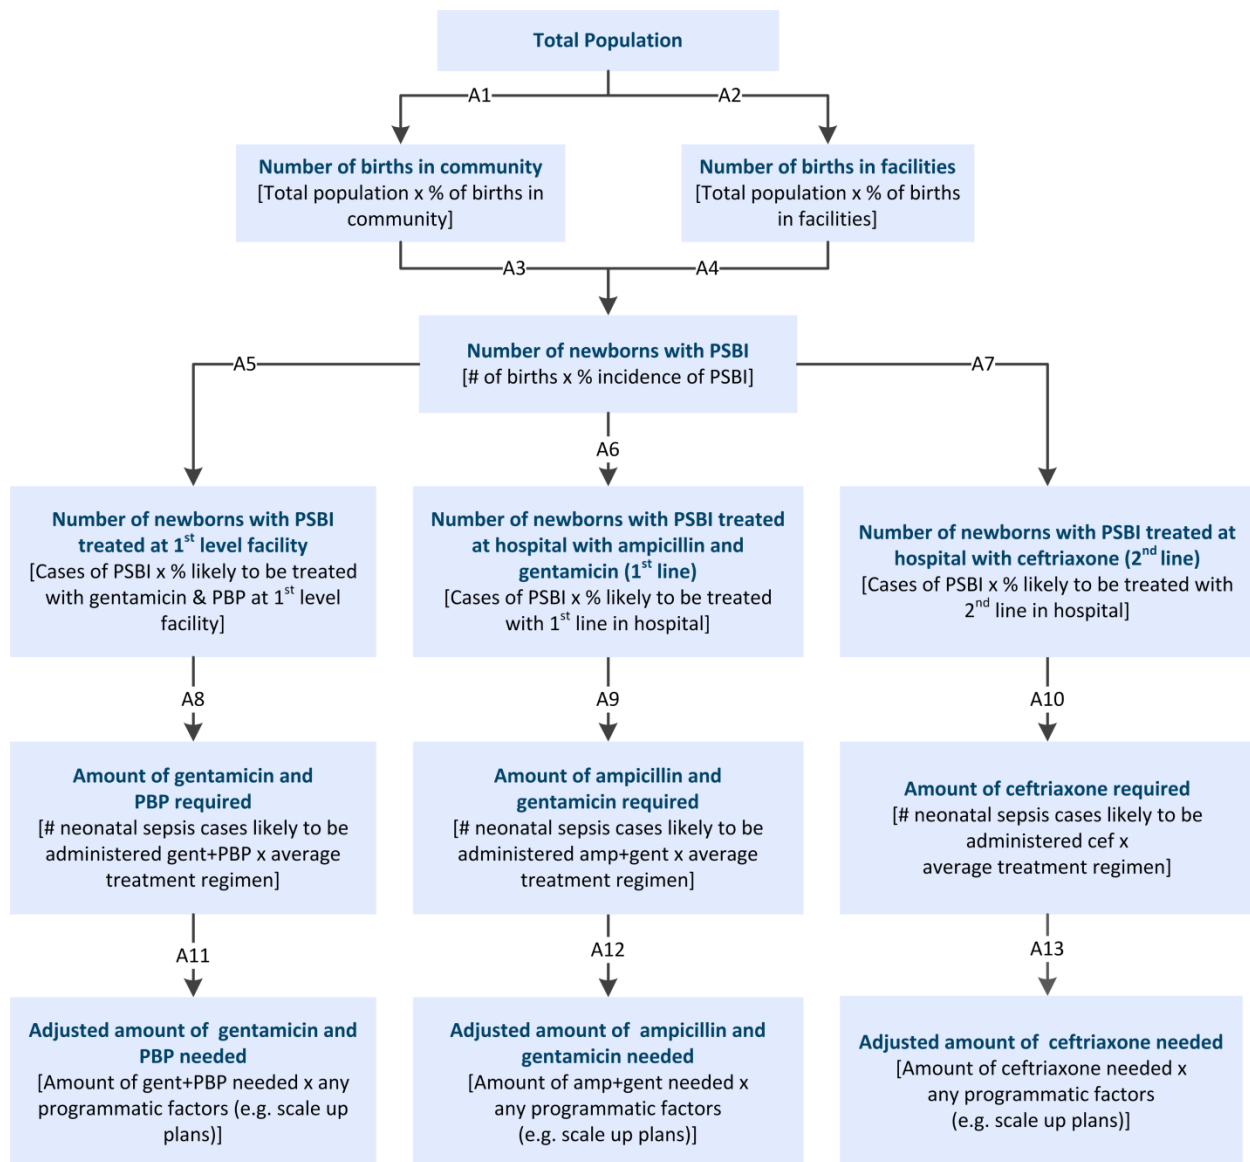 Total Population
A1
A2
Number of births in community
[Total population x % of births in
community]
Number of births in facilities
[Total population x % of births
in facilities]
A3
A4
Number of newborns with PSBI
[# of births x % incidence of PSBI]
A5
A7
A6
Number of newborns with PSBI
treated at 1st level facility
[Cases of PSBI x % likely to be treated
with gentamicin & PBP at 1st level
facility]
Number of newborns with PSBI treated
at hospital with ampicillin and
gentamicin (1st line)
[Cases of PSBI x % likely to be treated
with 1st line in hospital]
Number of newborns with PSBI treated at
hospital with ceftriaxone (2nd line)
[Cases of PSBI x % likely to be treated with
2nd line in hospital]
A8
A9
A10
Amount of gentamicin and
PBP required
[# neonatal sepsis cases likely to be
administered gent+PBP x average
treatment regimen]
Amount of ampicillin and
gentamicin required
[# neonatal sepsis cases likely to be
administered amp+gent x average
treatment regimen]
Amount of ceftriaxone required
[# neonatal sepsis cases likely to be
administered cef x
average treatment regimen]
A11
A12
A13
Adjusted amount of gentamicin and
PBP needed
[Amount of gent+PBP needed x any
programmatic factors (e.g. scale up
plans)]
Adjusted amount of ampicillin and
gentamicin needed
[Amount of amp+gent needed x
any programmatic factors
(e.g. scale up plans)]
Adjusted amount of ceftriaxone needed
[Amount of ceftriaxone needed x
any programmatic factors
(e.g. scale up plans)]